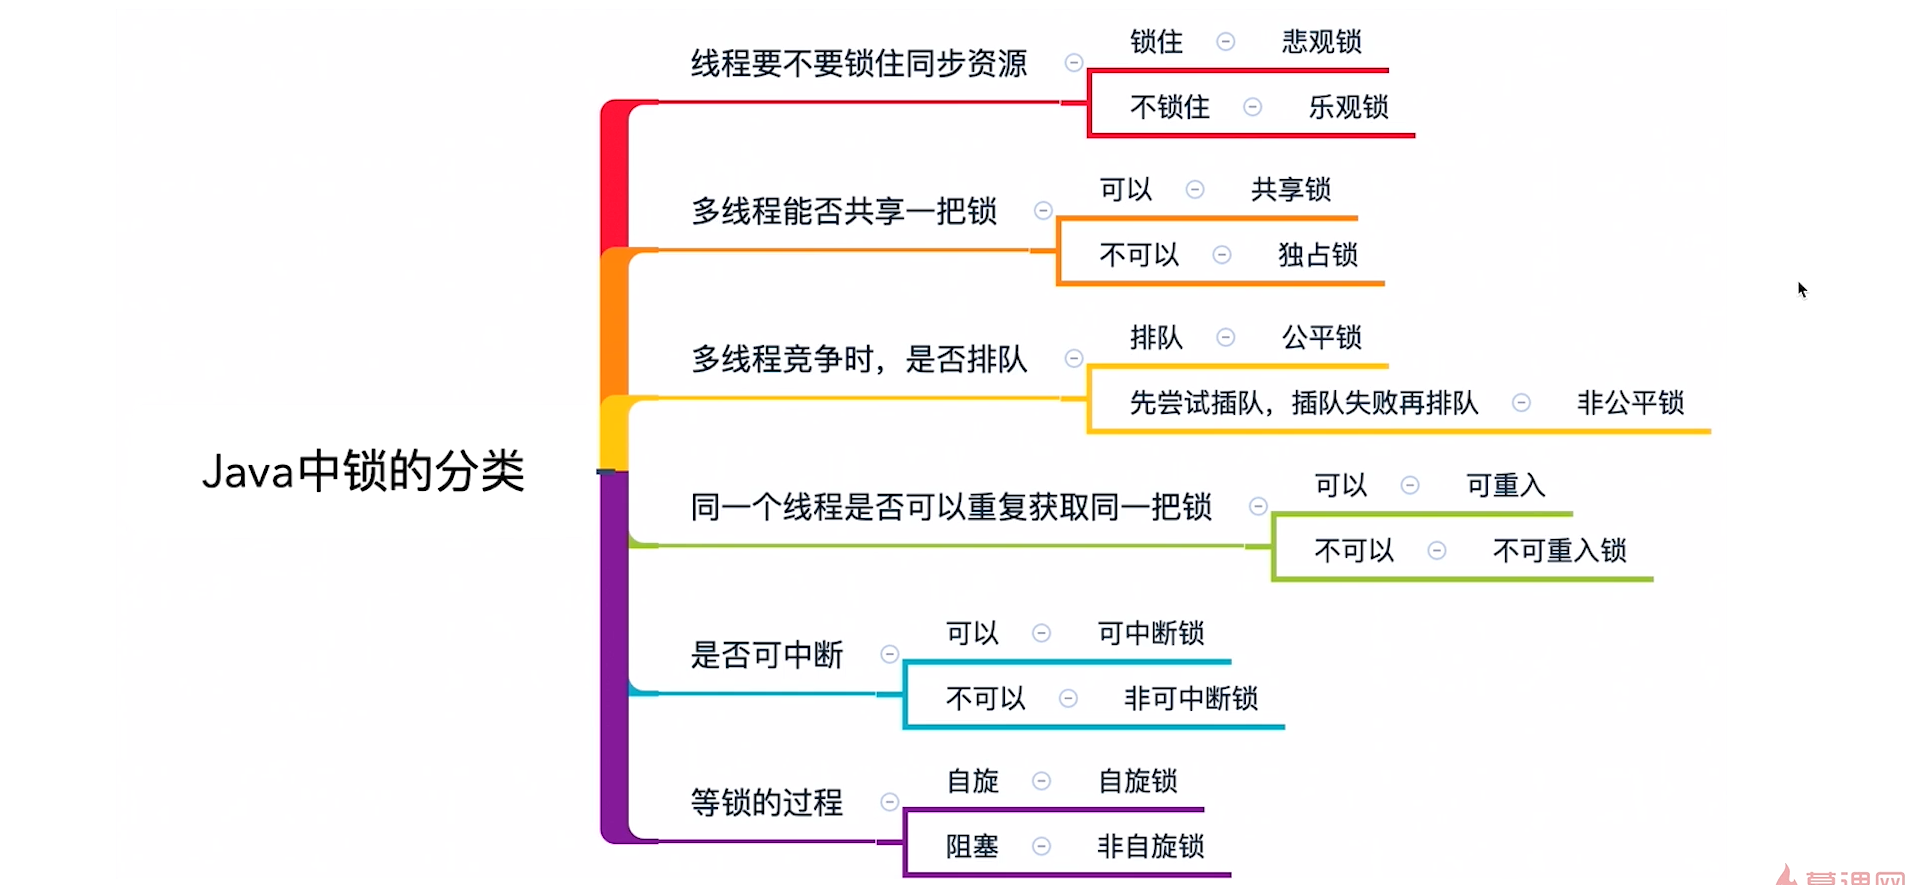 线程要不要锁住同步资源
锁住 悲观锁
不锁住 乐观锁
多线程能否共享一把锁
可以 共享锁
不可以 独占锁
多线程竞争时，是否排队
排队 公平锁
先尝试插队，插队失败再排队 非公平锁
Java中锁的分类
同一个线程是否可以重复获取同一把锁
可以 可重入
不可以 不可重入锁
是否可中断
可以 可中断锁
不可以 非可中断锁
等锁的过程
自旋 自旋锁
阻塞 非自旋锁
慕课网